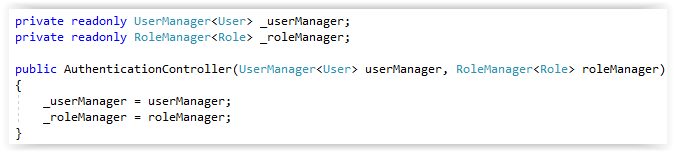 private readonly UserManager<User> _userManager;
private readonly RoleManager<Role> _roleManager;
public AuthenticationController(UserManager<User> userManager, RoleManager<Role> roleManager)
{
_userManager = userManager;
_roleManager = roleManager;
}